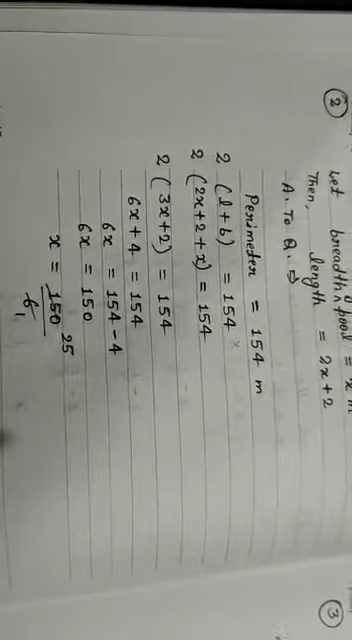 ②
Let breadth of pool = x m
Then, length = 2x+2
A. To Q. ⇒
Perimeter = 154 m
2 (l+b) = 154
2 (2x+2+x) = 154
2 (3x+2) = 154
6x+4 = 154
6x = 154-4
6x = 150
x = 150 25
6 1
③